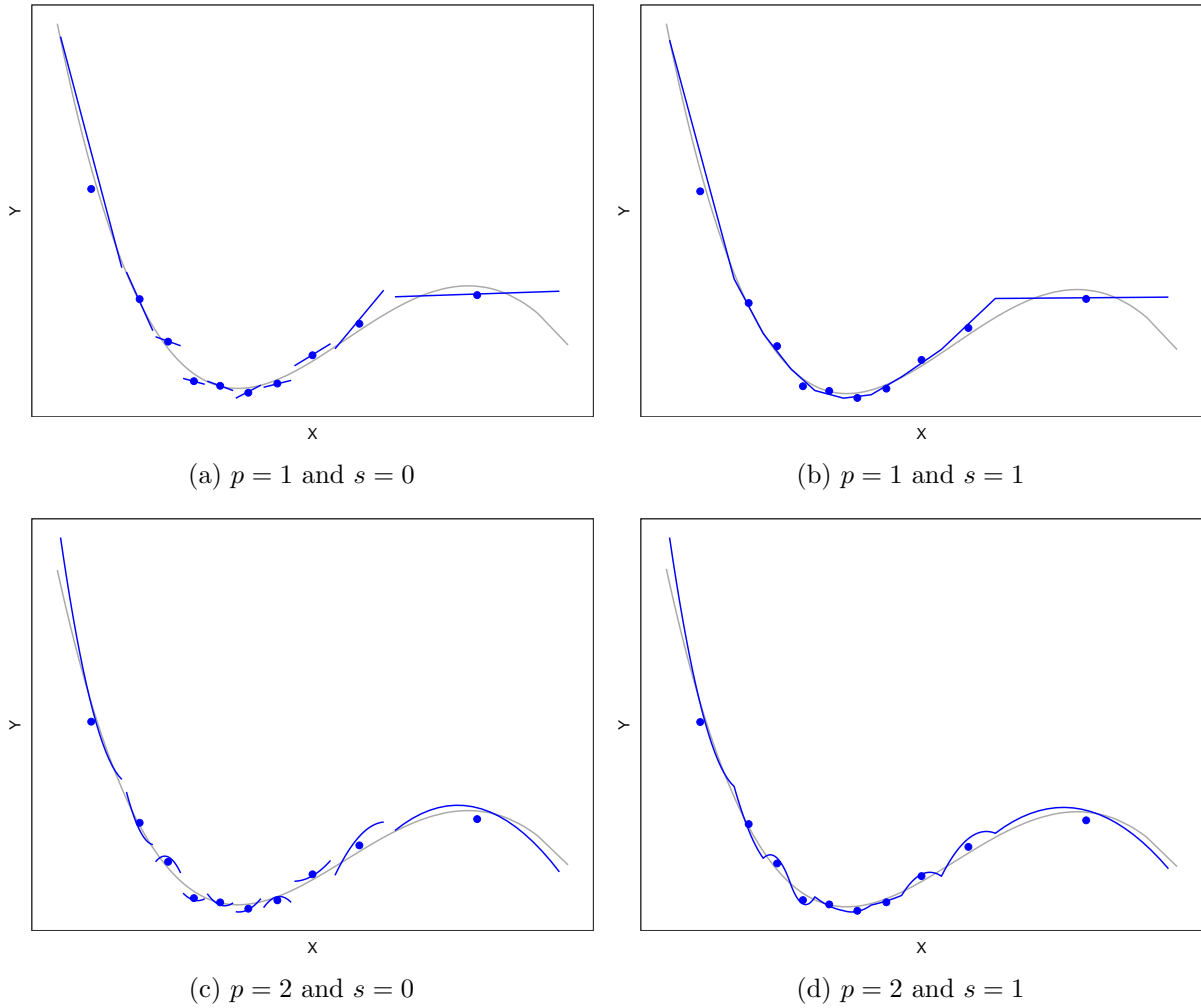 Y
Y
X
X
(a) p = 1 and s = 0
(b) p = 1 and s = 1
Y
Y
X
X
(c) p = 2 and s = 0
(d) p = 2 and s = 1